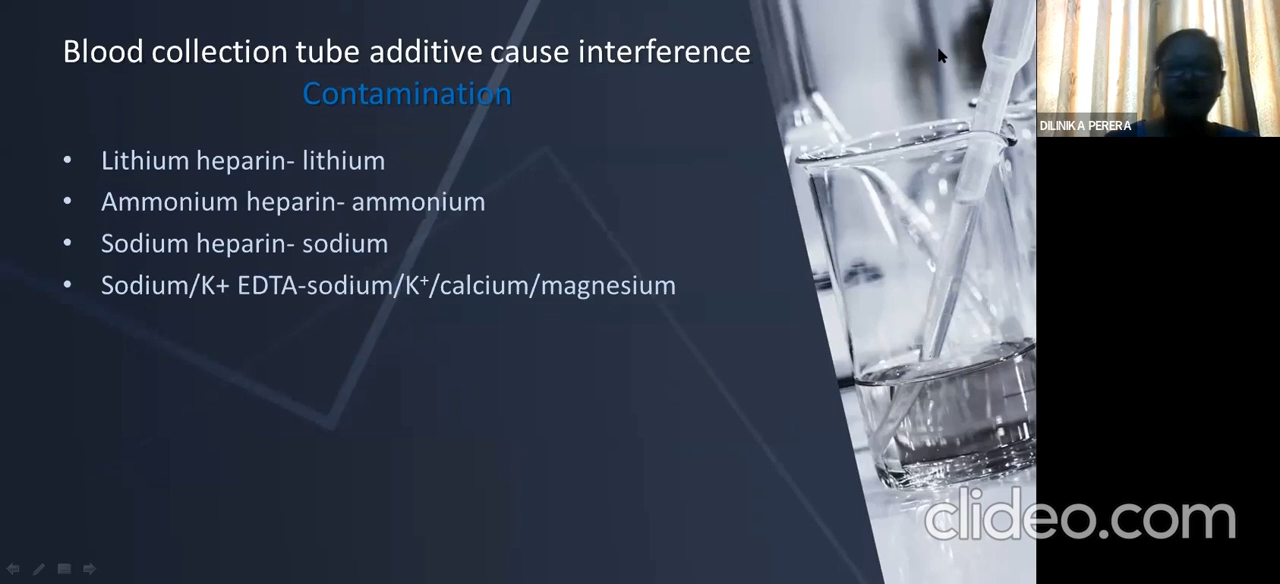 Blood collection tube additive cause interference
Contamination
• Lithium heparin- lithium
• Ammonium heparin- ammonium
• Sodium heparin- sodium
• Sodium/K+ EDTA-sodium/K⁺/calcium/magnesium
DILINIKA PERERA
clideo.com